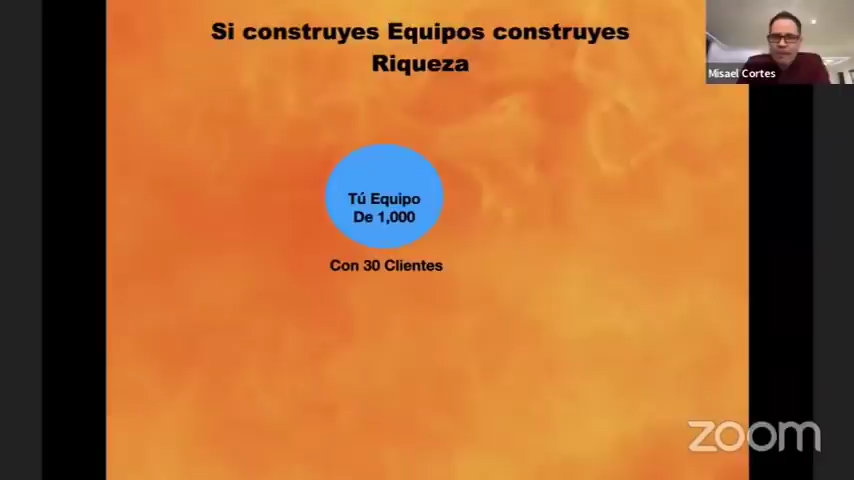 Si construyes Equipos construyes
Riqueza
Misael Cortes
Tú Equipo
De 1,000
Con 30 Clientes
zoom